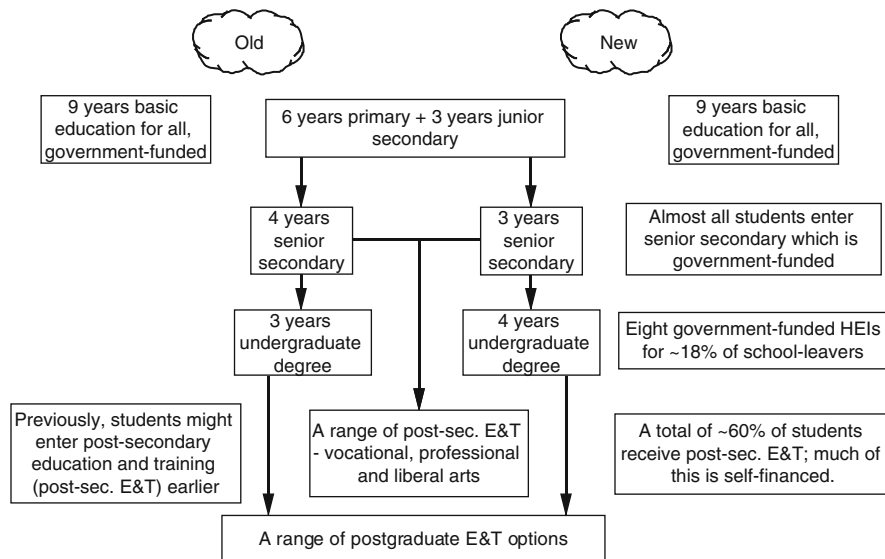 Old
New
9 years basic
education for all,
government-funded
6 years primary + 3 years junior
secondary
9 years basic
education for all,
government-funded
4 years
senior
secondary
3 years
senior
secondary
Almost all students enter
senior secondary which is
government-funded
3 years
undergraduate
degree
4 years
undergraduate
degree
Eight government-funded HEIs
for ~18% of school-leavers
Previously, students might
enter post-secondary
education and training
(post-sec. E&T) earlier
A range of post-sec. E&T
- vocational, professional
and liberal arts
A total of ~60% of students
receive post-sec. E&T; much of
this is self-financed.
A range of postgraduate E&T options